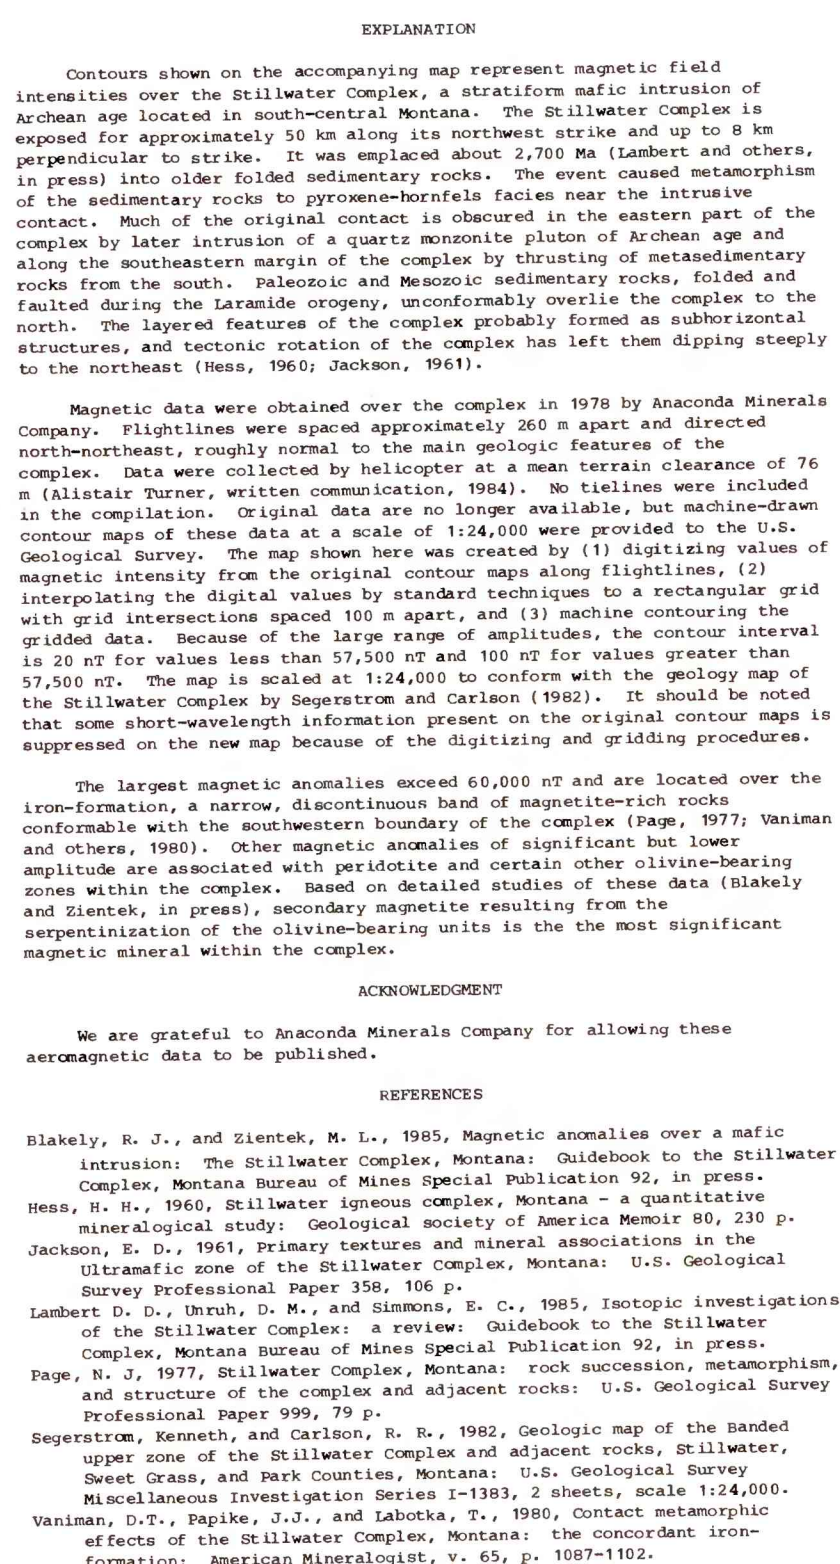 EXPLANATION
Contours shown on the accompanying map represent magnetic field
intensities over the Stillwater Complex, a stratiform mafic intrusion of
Archean age located in south-central Montana. The Stillwater Complex is
exposed for approximately 50 km along its northwest strike and up to 8 km
perpendicular to strike. It was emplaced about 2,700 Ma (Lambert and others,
in press) into older folded sedimentary rocks. The event caused metamorphism
of the sedimentary rocks to pyroxene-hornfels facies near the intrusive
contact. Much of the original contact is obscured in the eastern part of the
complex by later intrusion of a quartz monzonite pluton of Archean age and
along the southeastern margin of the complex by thrusting of metasedimentary
rocks from the south. Paleozoic and Mesozoic sedimentary rocks, folded and
faulted during the Laramide orogeny, unconformably overlie the complex to the
north. The layered features of the complex probably formed as subhorizontal
structures, and tectonic rotation of the complex has left them dipping steeply
to the northeast (Hess, 1960; Jackson, 1961).
Magnetic data were obtained over the complex in 1978 by Anaconda Minerals
Company. Flightlines were spaced approximately 260 m apart and directed
north-northeast, roughly normal to the main geologic features of the
complex. Data were collected by helicopter at a mean terrain clearance of 76
m (Alistair Turner, written communication, 1984). No tielines were included
in the compilation. Original data are no longer available, but machine-drawn
contour maps of these data at a scale of 1:24,000 were provided to the U.S.
Geological Survey. The map shown here was created by (1) digitizing values of
magnetic intensity from the original contour maps along flightlines, (2)
interpolating the digital values by standard techniques to a rectangular grid
with grid intersections spaced 100 m apart, and (3) machine contouring the
gridded data. Because of the large range of amplitudes, the contour interval
is 20 nT for values less than 57,500 nT and 100 nT for values greater than
57,500 nT. The map is scaled at 1:24,000 to conform with the geology map of
the Stillwater Complex by Segerstrom and Carlson (1982). It should be noted
that some short-wavelength information present on the original contour maps is
suppressed on the new map because of the digitizing and gridding procedures.
The largest magnetic anomalies exceed 60,000 nT and are located over the
iron-formation, a narrow, discontinuous band of magnetite-rich rocks
conformable with the southwestern boundary of the complex (Page, 1977; Vaniman
and others, 1980). Other magnetic anomalies of significant but lower
amplitude are associated with peridotite and certain other olivine-bearing
zones within the complex. Based on detailed studies of these data (Blakely
and Zientek, in press), secondary magnetite resulting from the
serpentinization of the olivine-bearing units is the the most significant
magnetic mineral within the complex.
ACKNOWLEDGMENT
We are grateful to Anaconda Minerals Company for allowing these
aeromagnetic data to be published.
REFERENCES
Blakely, R. J., and Zientek, M. L., 1985, Magnetic anomalies over a mafic
intrusion: The Stillwater Complex, Montana: Guidebook to the Stillwater
Complex, Montana Bureau of Mines Special Publication 92, in press.
Hess, H. H., 1960, Stillwater igneous complex, Montana - a quantitative
mineralogical study: Geological society of America Memoir 80, 230 p.
Jackson, E. D., 1961, Primary textures and mineral associations in the
Ultramafic zone of the Stillwater Complex, Montana: U.S. Geological
Survey Professional Paper 358, 106 p.
Lambert D. D., Unruh, D. M., and Simmons, E. C., 1985, Isotopic investigations
of the Stillwater Complex: a review: Guidebook to the Stillwater
Complex, Montana Bureau of Mines Special Publication 92, in press.
Page, N. J, 1977, Stillwater Complex, Montana: rock succession, metamorphism,
and structure of the complex and adjacent rocks: U.S. Geological Survey
Professional Paper 999, 79 p.
Segerstrom, Kenneth, and Carlson, R. R., 1982, Geologic map of the Banded
upper zone of the Stillwater Complex and adjacent rocks, Stillwater,
Sweet Grass, and Park Counties, Montana: U.S. Geological Survey
Miscellaneous Investigation Series I-1383, 2 sheets, scale 1:24,000.
Vaniman, D.T., Papike, J.J., and Labotka, T., 1980, Contact metamorphic
effects of the Stillwater Complex, Montana: the concordant iron-
formation: American Mineralogist, v. 65, p. 1087-1102.